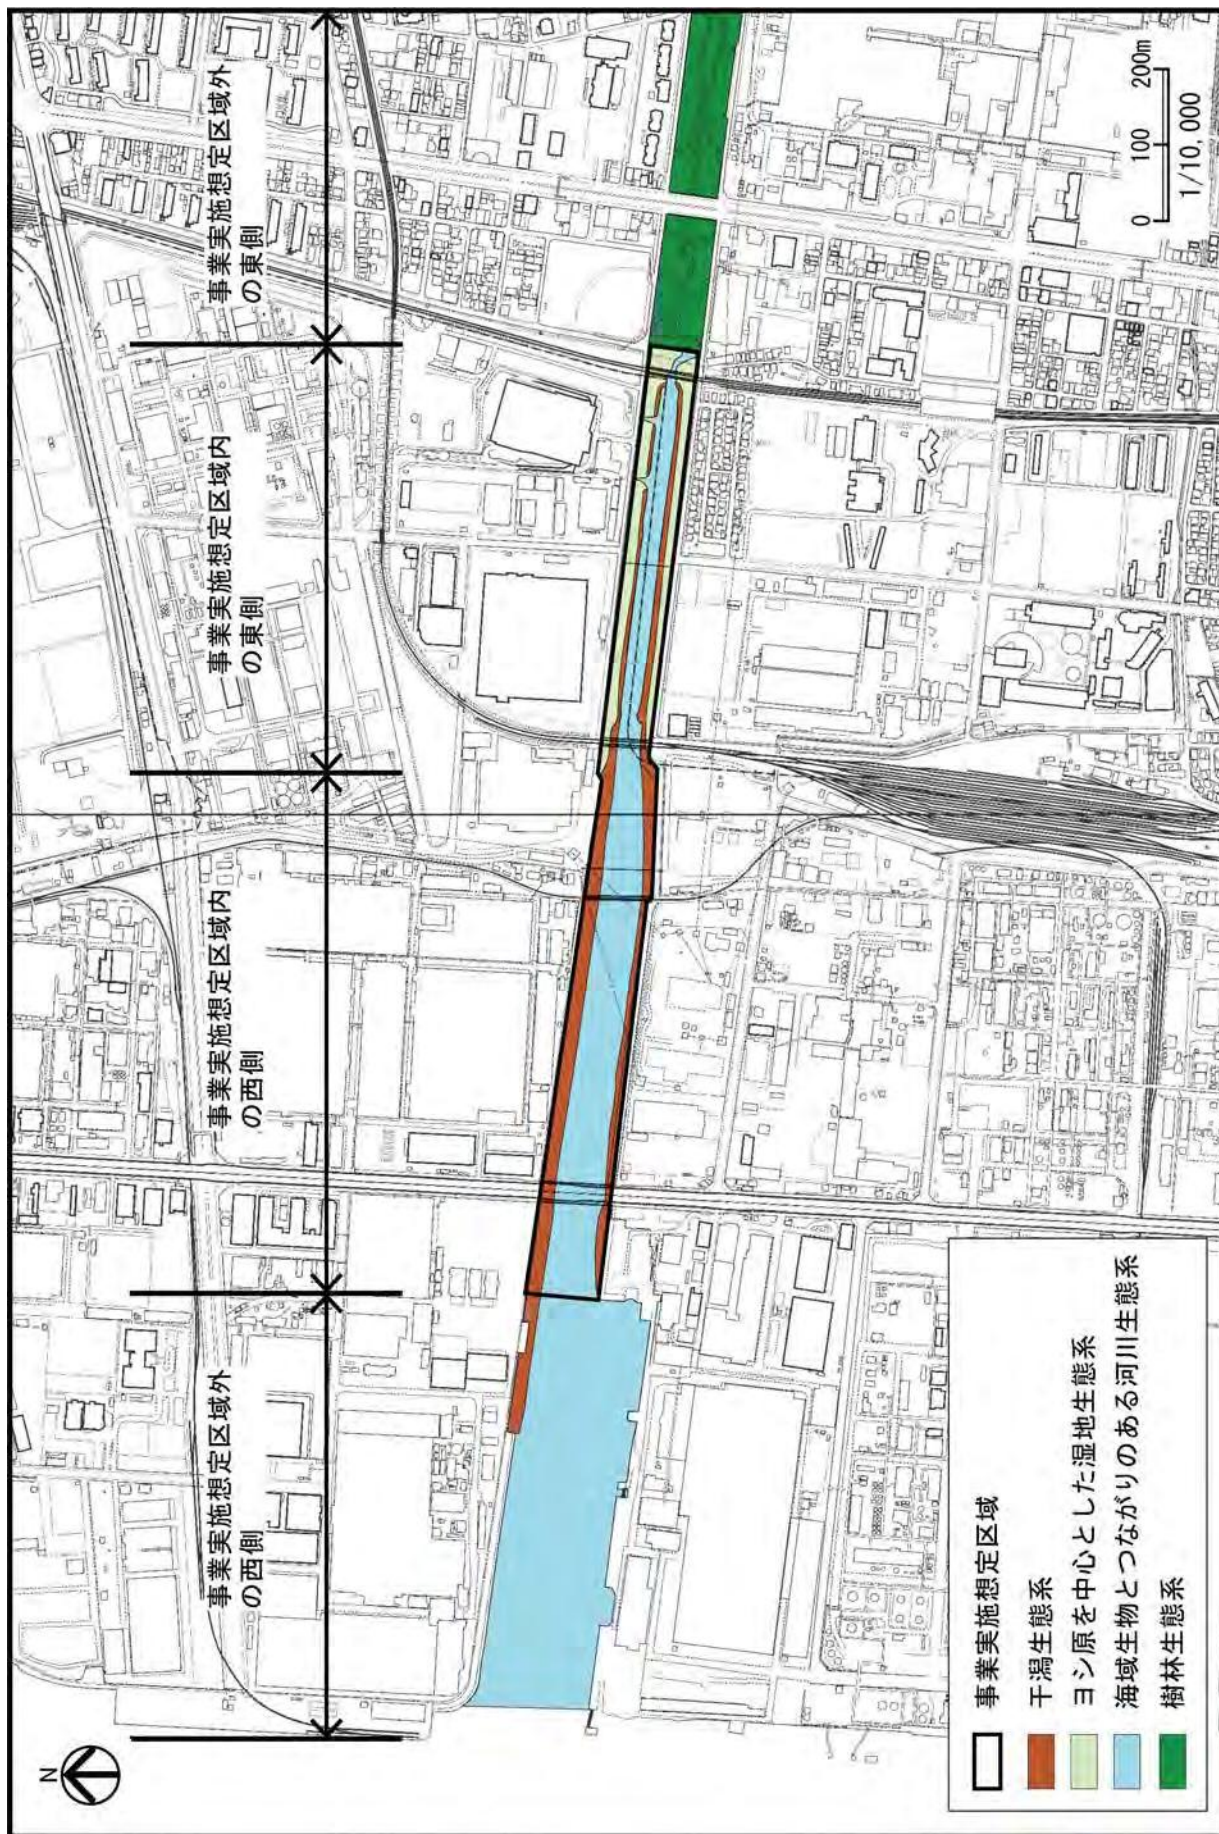 N
事業実施想定区域外
の西側
事業実施想定区域内
の西側
事業実施想定区域内
の東側
事業実施想定区域外
の東側
事業実施想定区域
干潟生態系
ヨシ原を中心とした湿地生態系
海域生物とつながりのある河川生態系
樹林生態系
0 100 200m
1/10,000